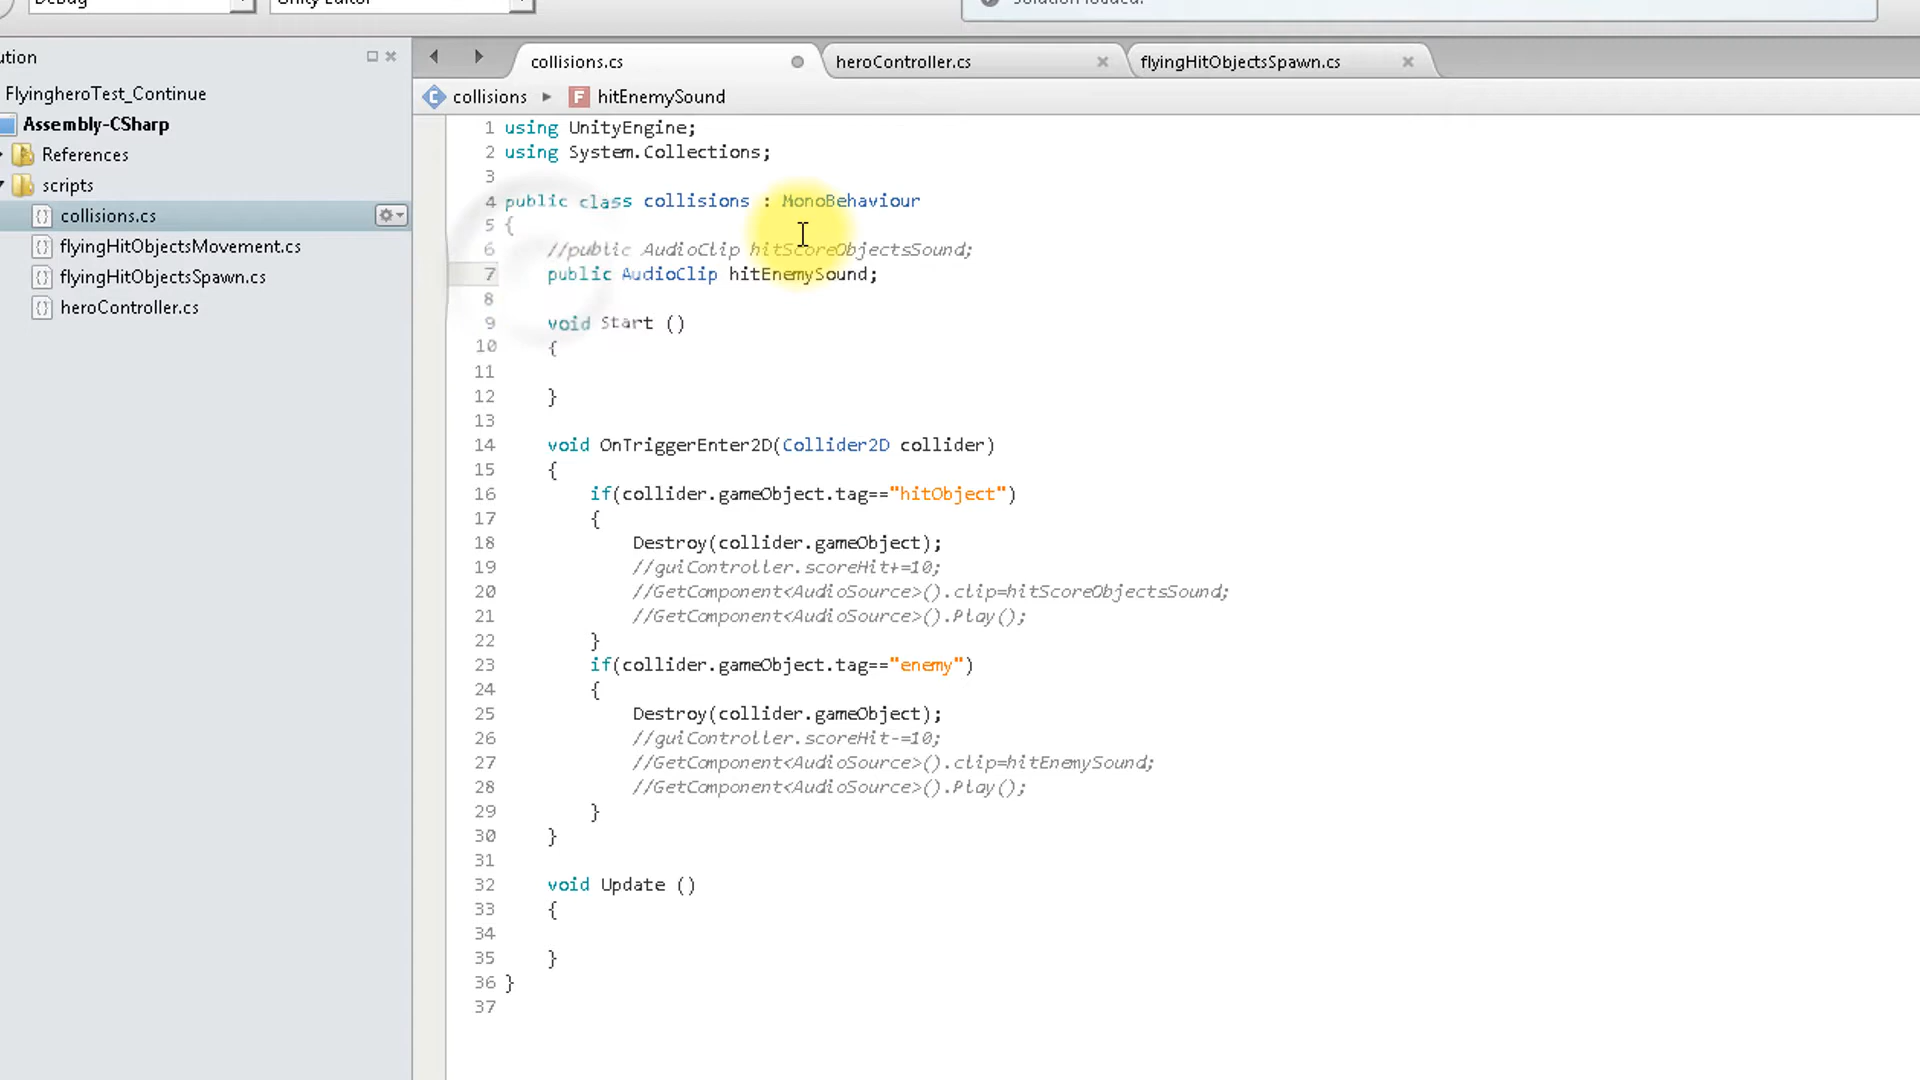 Debug Unity Editor Solution loaded.
ution
collisions.cs heroController.cs flyingHitObjectsSpawn.cs
FlyingheroTest_Continue
collisions ▸ F hitEnemySound
Assembly-CSharp
References
scripts
collisions.cs
flyingHitObjectsMovement.cs
flyingHitObjectsSpawn.cs
heroController.cs
1 using UnityEngine;
2 using System.Collections;
3
4 public class collisions : MonoBehaviour
5 {
6 //public AudioClip hitScoreObjectsSound;
7 public AudioClip hitEnemySound;
8
9 void Start ()
10 {
11
12 }
13
14 void OnTriggerEnter2D(Collider2D collider)
15 {
16 if(collider.gameObject.tag=="hitObject")
17 {
18 Destroy(collider.gameObject);
19 //guiController.scoreHit+=10;
20 //GetComponent<AudioSource>().clip=hitScoreObjectsSound;
21 //GetComponent<AudioSource>().Play();
22 }
23 if(collider.gameObject.tag=="enemy")
24 {
25 Destroy(collider.gameObject);
26 //guiController.scoreHit-=10;
27 //GetComponent<AudioSource>().clip=hitEnemySound;
28 //GetComponent<AudioSource>().Play();
29 }
30 }
31
32 void Update ()
33 {
34
35 }
36 }
37